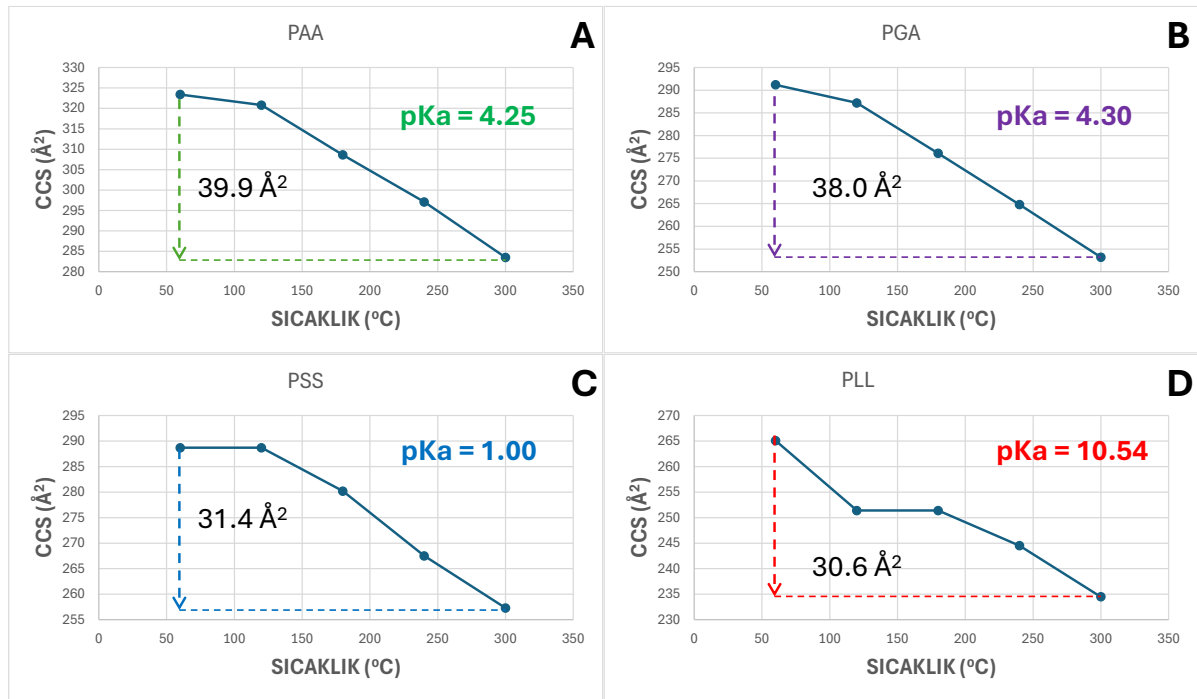 PAA
A
CCS (Å²)
330
325
320
315
310
305
300
295
290
285
280
pKa = 4.25
39.9 Å²
0 50 100 150 200 250 300 350
SICAKLIK (ºC)
PGA
B
CCS (Å²)
295
290
285
280
275
270
265
260
255
250
pKa = 4.30
38.0 Å²
0 50 100 150 200 250 300 350
SICAKLIK (ºC)
PSS
C
CCS (Å²)
295
290
285
280
275
270
265
260
255
pKa = 1.00
31.4 Å²
0 50 100 150 200 250 300 350
SICAKLIK (ºC)
PLL
D
CCS (Å²)
270
265
260
255
250
245
240
235
230
pKa = 10.54
30.6 Å²
0 50 100 150 200 250 300 350
SICAKLIK (ºC)